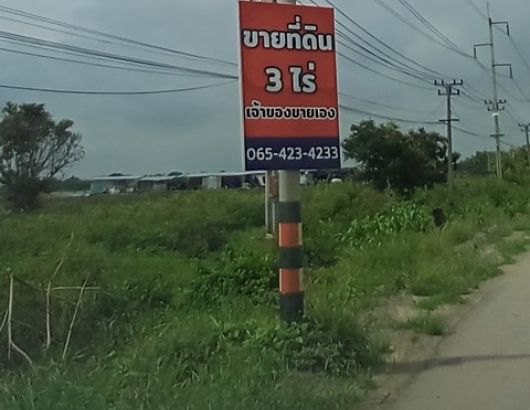 ขายที่ดิน
3 ไร่
เจ้าของขายเอง
065-423-4233